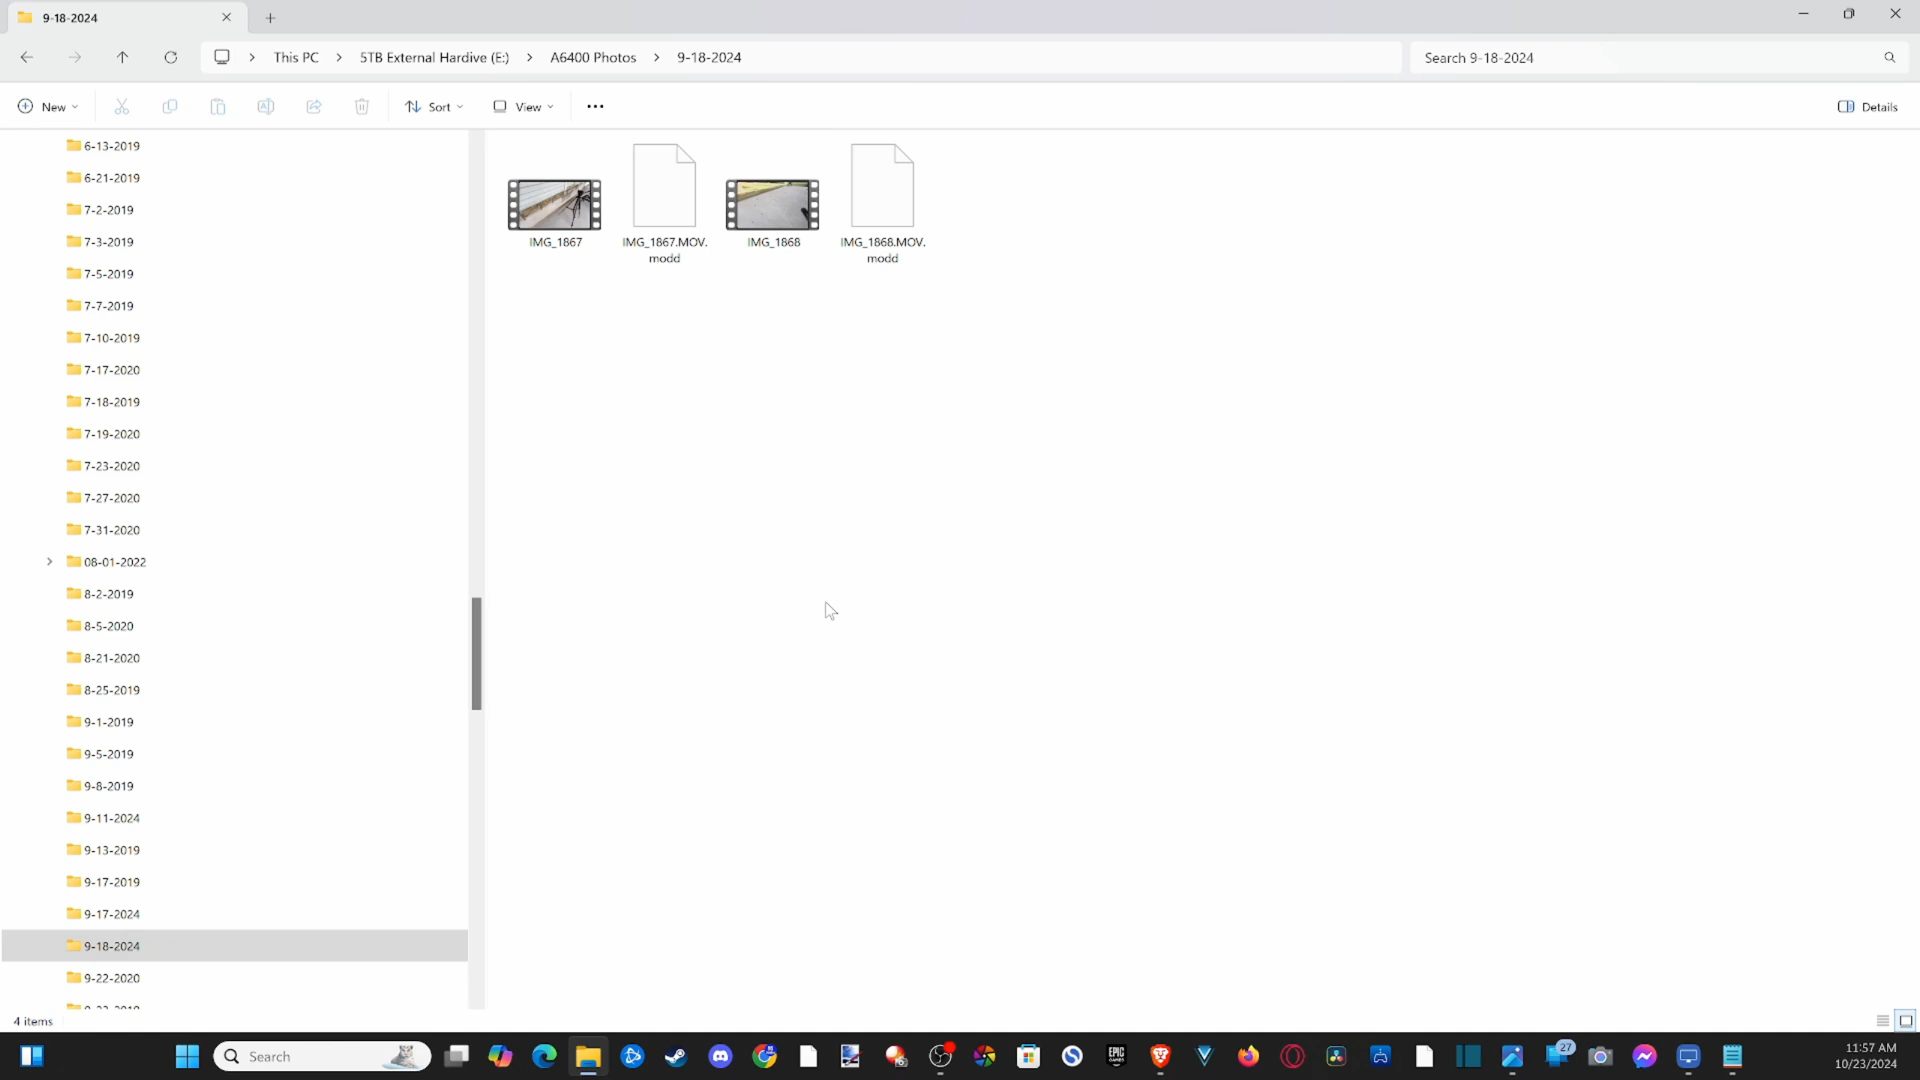 9-18-2024
This PC
5TB External Hardive (E:)
A6400 Photos
9-18-2024
Search 9-18-2024
New
Sort
View
Details
6-13-2019
6-21-2019
7-2-2019
7-3-2019
7-5-2019
7-7-2019
7-10-2019
7-17-2020
7-18-2019
7-19-2020
7-23-2020
7-27-2020
7-31-2020
08-01-2022
8-2-2019
8-5-2020
8-21-2020
8-25-2019
9-1-2019
9-5-2019
9-8-2019
9-11-2024
9-13-2019
9-17-2019
9-17-2024
9-18-2024
9-22-2020
IMG_1867
IMG_1867.MOV.
modd
IMG_1868
IMG_1868.MOV.
modd
4 items
Search
EPIC
GAMES
27
11:57 AM
10/23/2024